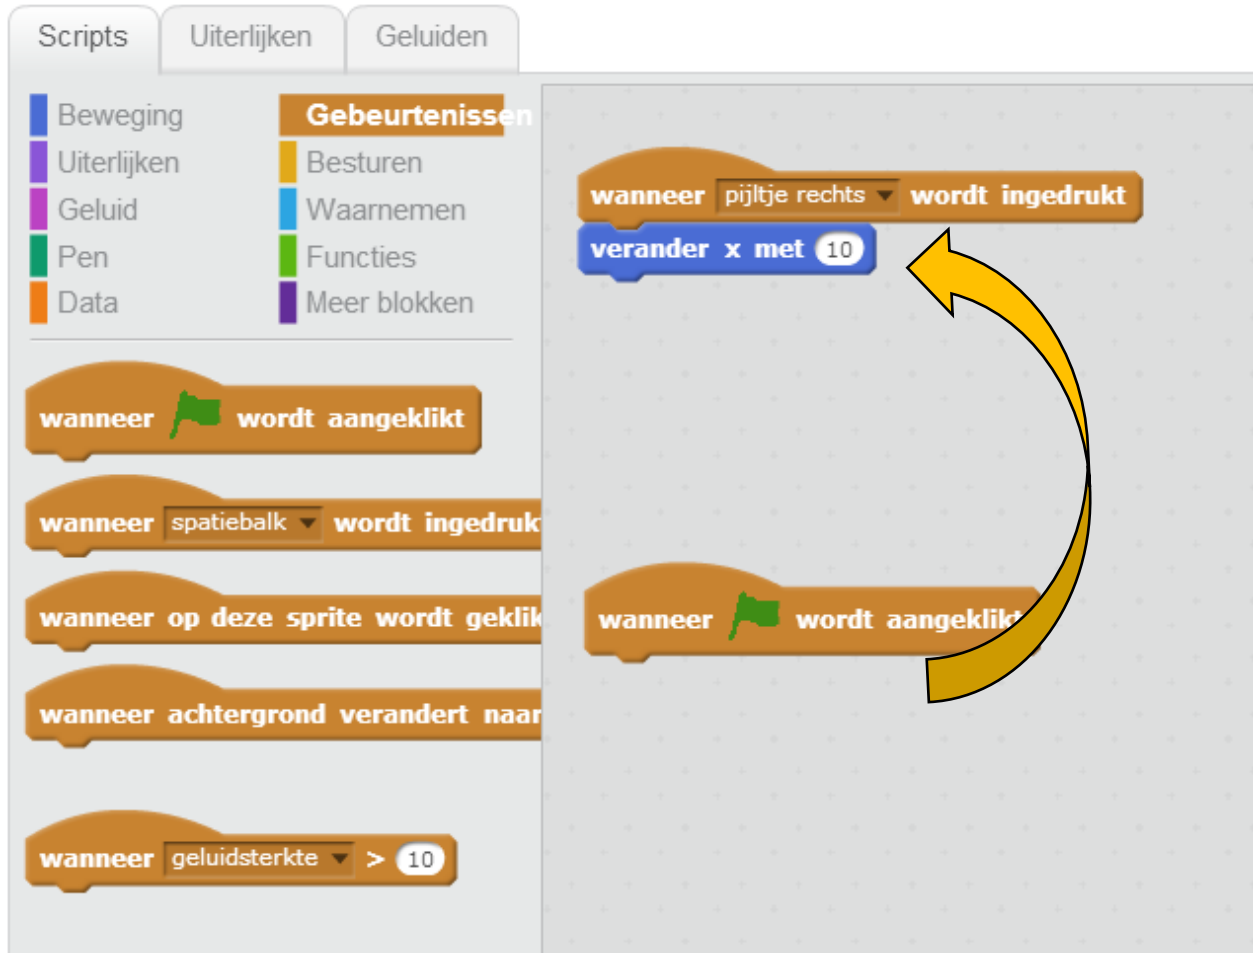 Scripts
Uiterlijken
Geluiden
Beweging
Uiterlijken
Geluid
Pen
Data
Gebeurtenissen
Besturen
Waarnemen
Functies
Meer blokken
wanneer wordt aangeklikt
wanneer spatiebalk wordt ingedruk
wanneer op deze sprite wordt geklik
wanneer achtergrond verandert naar
wanneer geluidsterkte > 10
wanneer pijltje rechts wordt ingedrukt
verander x met 10
wanneer wordt aangeklikt